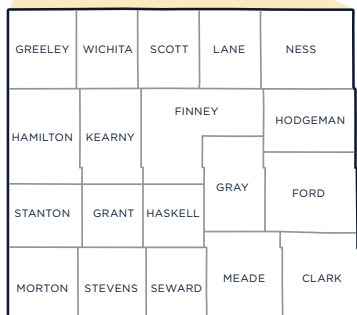 GREELEY WICHITA SCOTT LANE NESS
FINNEY
HODGEMAN
HAMILTON KEARNY
GRAY
FORD
STANTON GRANT HASKELL
MEADE CLARK
MORTON STEVENS SEWARD